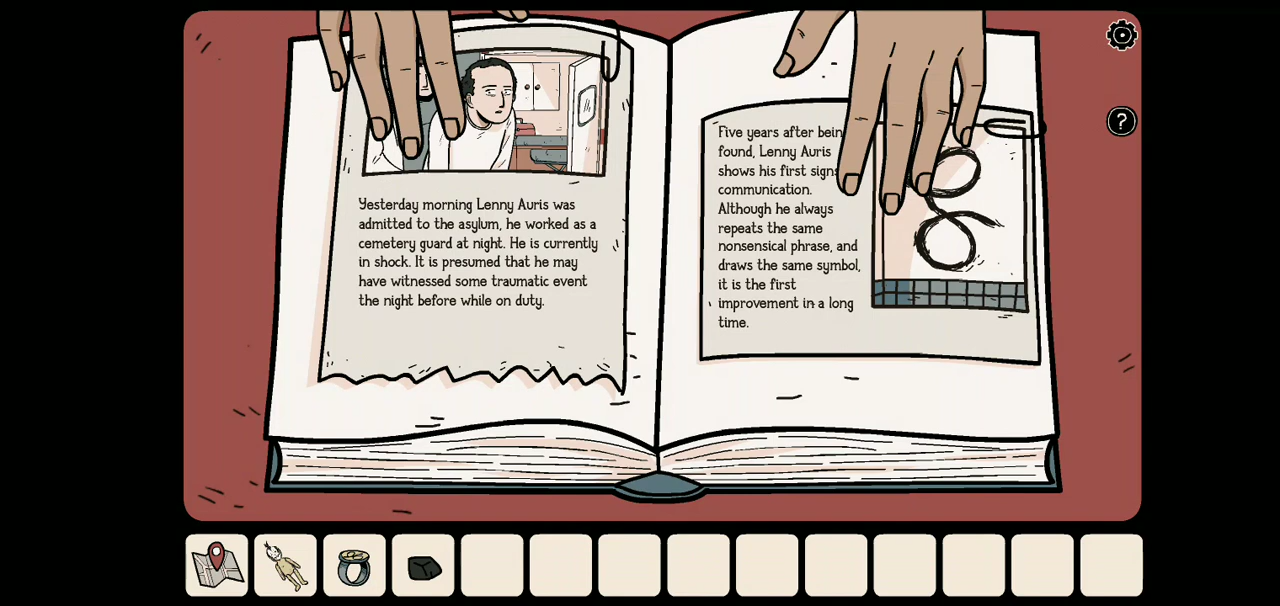 Yesterday morning Lenny Auris was
admitted to the asylum, he worked as a
cemetery guard at night. He is currently
in shock. It is presumed that he may
have witnessed some traumatic event
the night before while on duty.
Five years after bein
found, Lenny Auris
shows his first signs
communication.
Although he always
repeats the same
nonsensical phrase, and
draws the same symbol,
it is the first
improvement in a long
time.
?